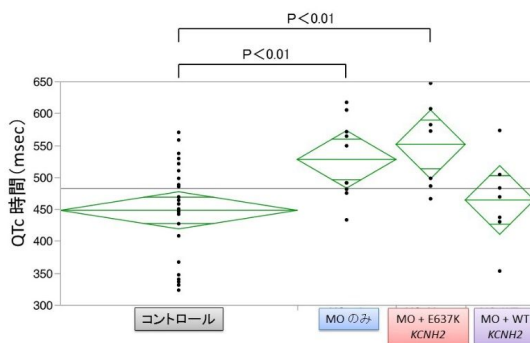 P＜0.01
P＜0.01
QTc 時間(msec)
650
600
550
500
450
400
350
300
コントロール
MO のみ
MO + E637K
KCNH2
MO + WT
KCNH2